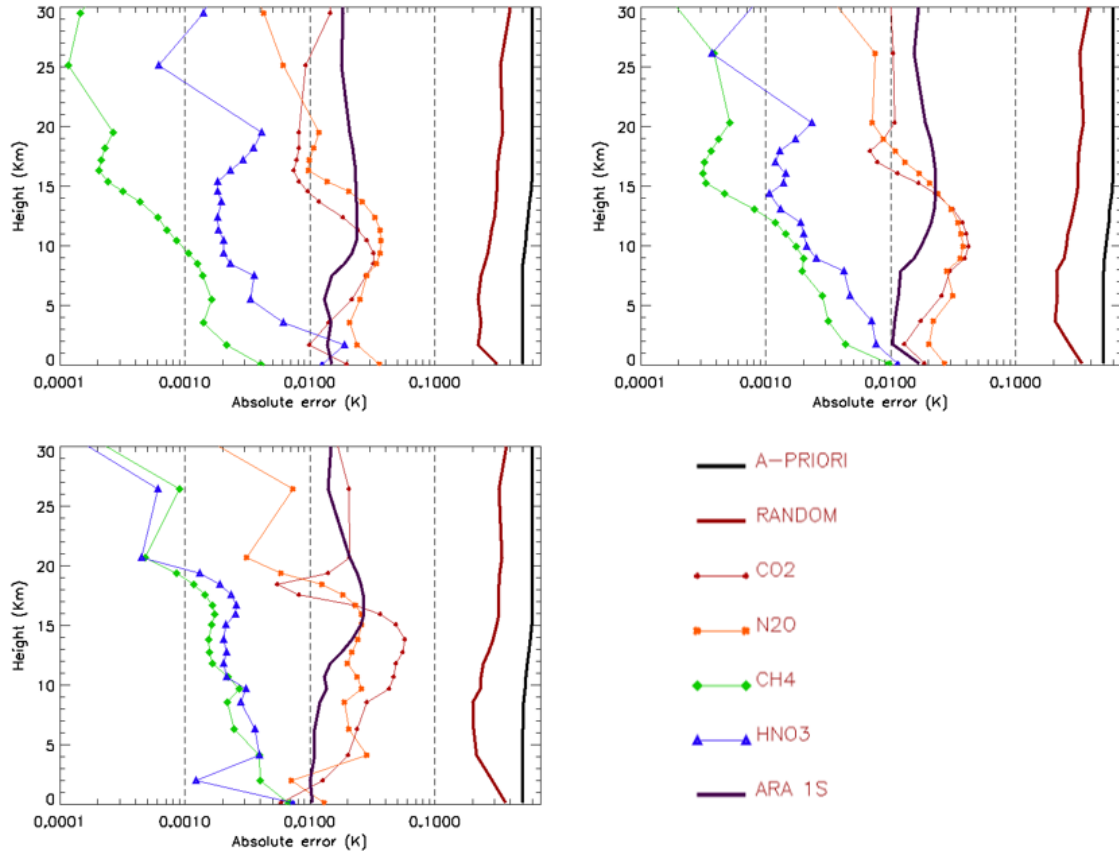 30
25
20
15
10
5
0
Height (Km)
0.0001 0.0010 0.0100 0.1000
Absolute error (K)
30
25
20
15
10
5
0
Height (Km)
0.0001 0.0010 0.0100 0.1000
Absolute error (K)
30
25
20
15
10
5
0
Height (Km)
0.0001 0.0010 0.0100 0.1000
Absolute error (K)
A-PRIORI
RANDOM
CO2
N2O
CH4
HNO3
ARA 1S